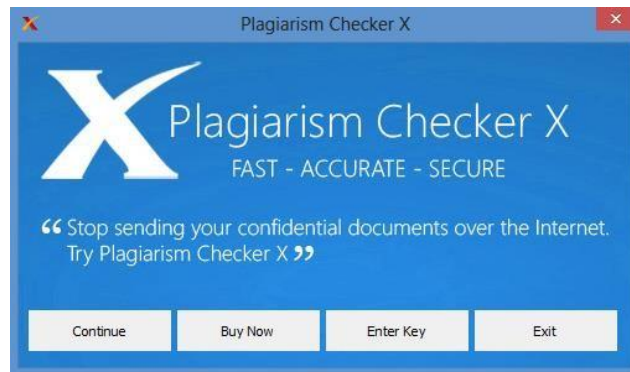 Plagiarism Checker X
X Plagiarism Checker X
FAST - ACCURATE - SECURE
“ Stop sending your confidential documents over the Internet.
Try Plagiarism Checker X ”
Continue Buy Now Enter Key Exit